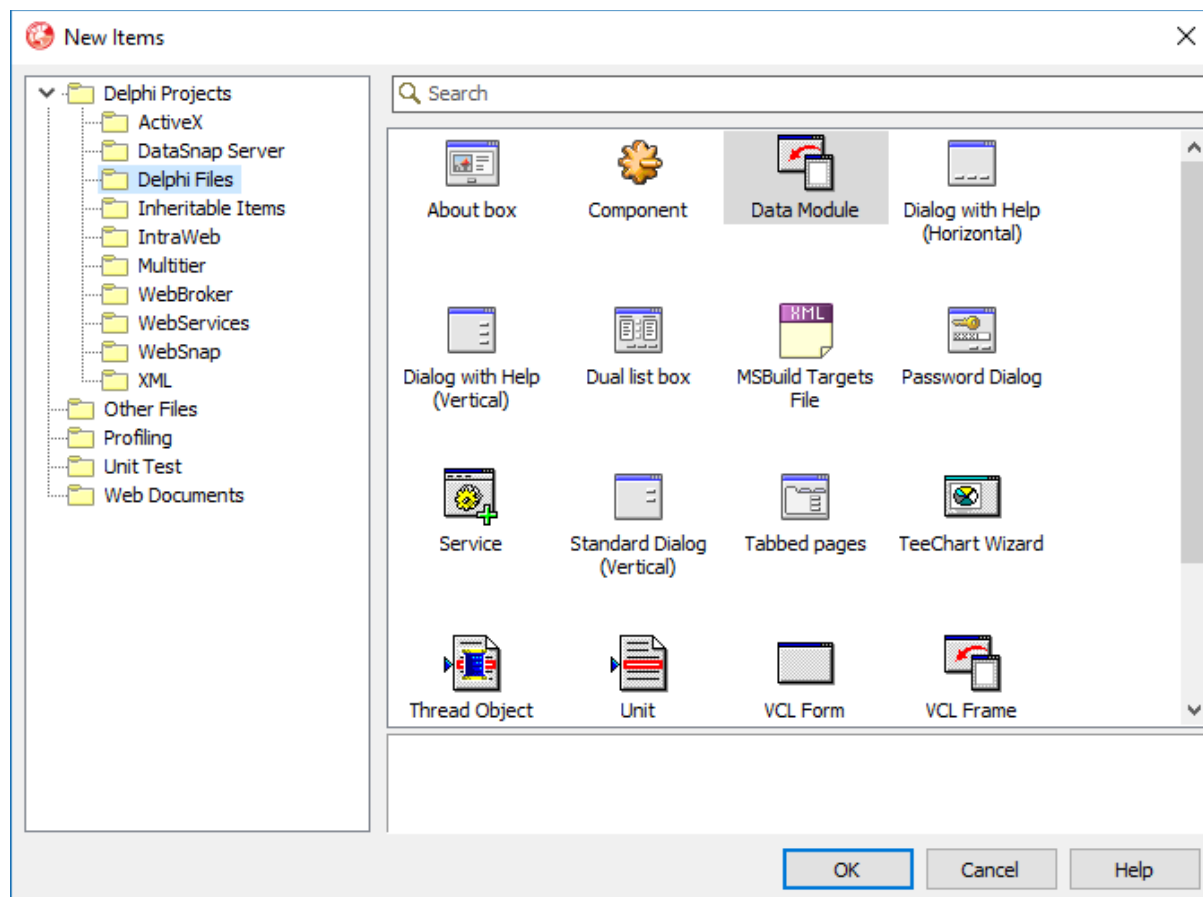 New Items
Delphi Projects
ActiveX
DataSnap Server
Delphi Files
Inheritable Items
IntraWeb
Multitier
WebBroker
WebServices
WebSnap
XML
Other Files
Profiling
Unit Test
Web Documents
Search
About box
Component
Data Module
Dialog with Help
(Horizontal)
Dialog with Help
(Vertical)
Dual list box
XML
MSBuild Targets
File
Password Dialog
Service
Standard Dialog
(Vertical)
Tabbed pages
TeeChart Wizard
Thread Object
Unit
VCL Form
VCL Frame
OK
Cancel
Help